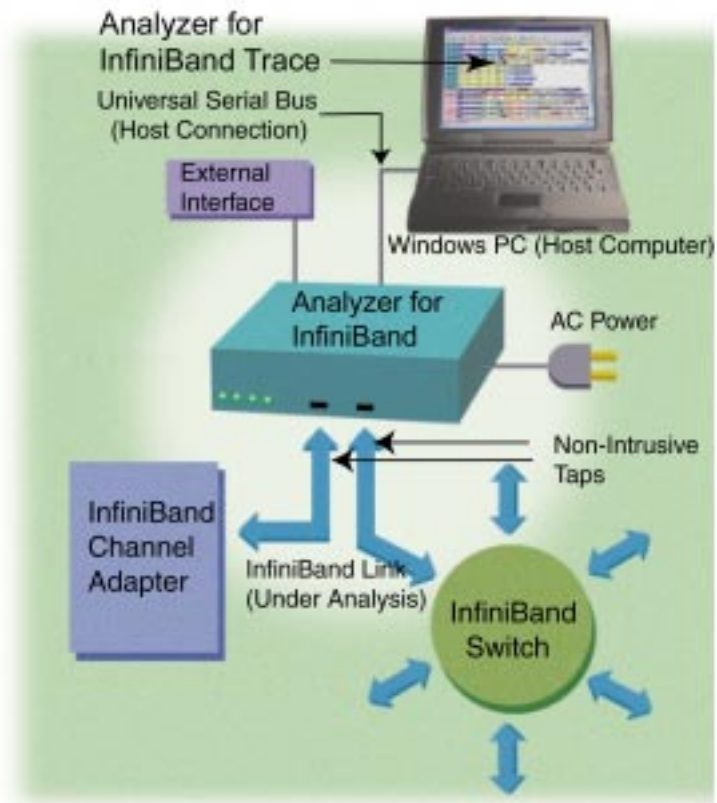 Analyzer for
InfiniBand Trace
Universal Serial Bus
(Host Connection)
External
Interface
Windows PC (Host Computer)
Analyzer for
InfiniBand
AC Power
Non-Intrusive
Taps
InfiniBand
Channel
Adapter
InfiniBand Link
(Under Analysis)
InfiniBand
Switch